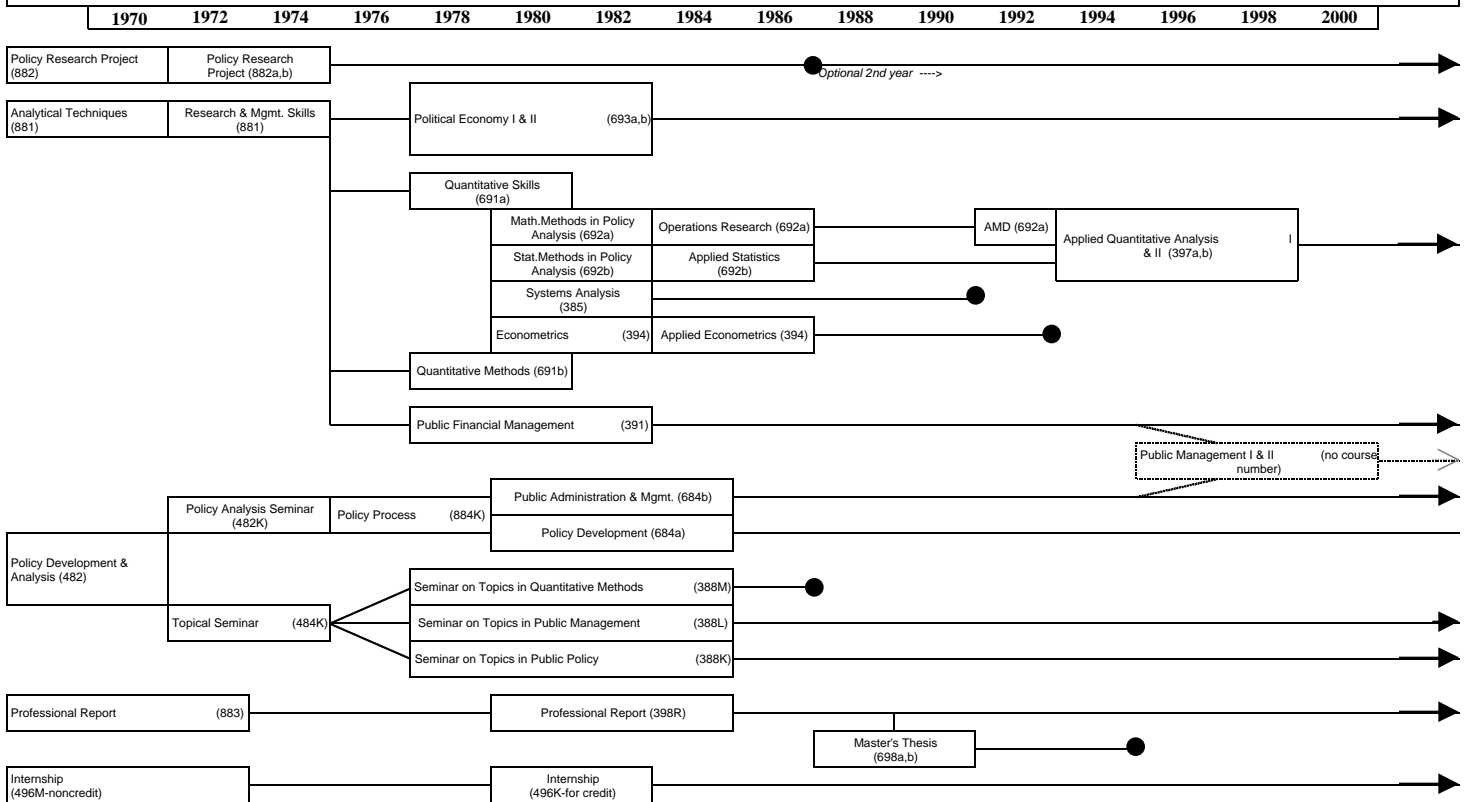 1970 1972 1974 1976 1978 1980 1982 1984 1986 1988 1990 1992 1994 1996 1998 2000
Policy Research Project
(882)
Policy Research
Project (882a,b)
Optional 2nd year ---->
Analytical Techniques
(881)
Research & Mgmt. Skills
(881)
Political Economy I & II (693a,b)
Quantitative Skills
(691a)
Math.Methods in Policy
Analysis (692a)
Operations Research (692a)
AMD (692a)
Applied Quantitative Analysis I
& II (397a,b)
Stat.Methods in Policy
Analysis (692b)
Applied Statistics
(692b)
Systems Analysis
(385)
Econometrics (394)
Applied Econometrics (394)
Quantitative Methods (691b)
Public Financial Management (391)
Public Management I & II (no course
number)
Policy Analysis Seminar
(482K)
Policy Process (884K)
Public Administration & Mgmt. (684b)
Policy Development (684a)
Policy Development &
Analysis (482)
Topical Seminar (484K)
Seminar on Topics in Quantitative Methods (388M)
Seminar on Topics in Public Management (388L)
Seminar on Topics in Public Policy (388K)
Professional Report (883)
Professional Report (398R)
Master's Thesis
(698a,b)
Internship
(496M-noncredit)
Internship
(496K-for credit)